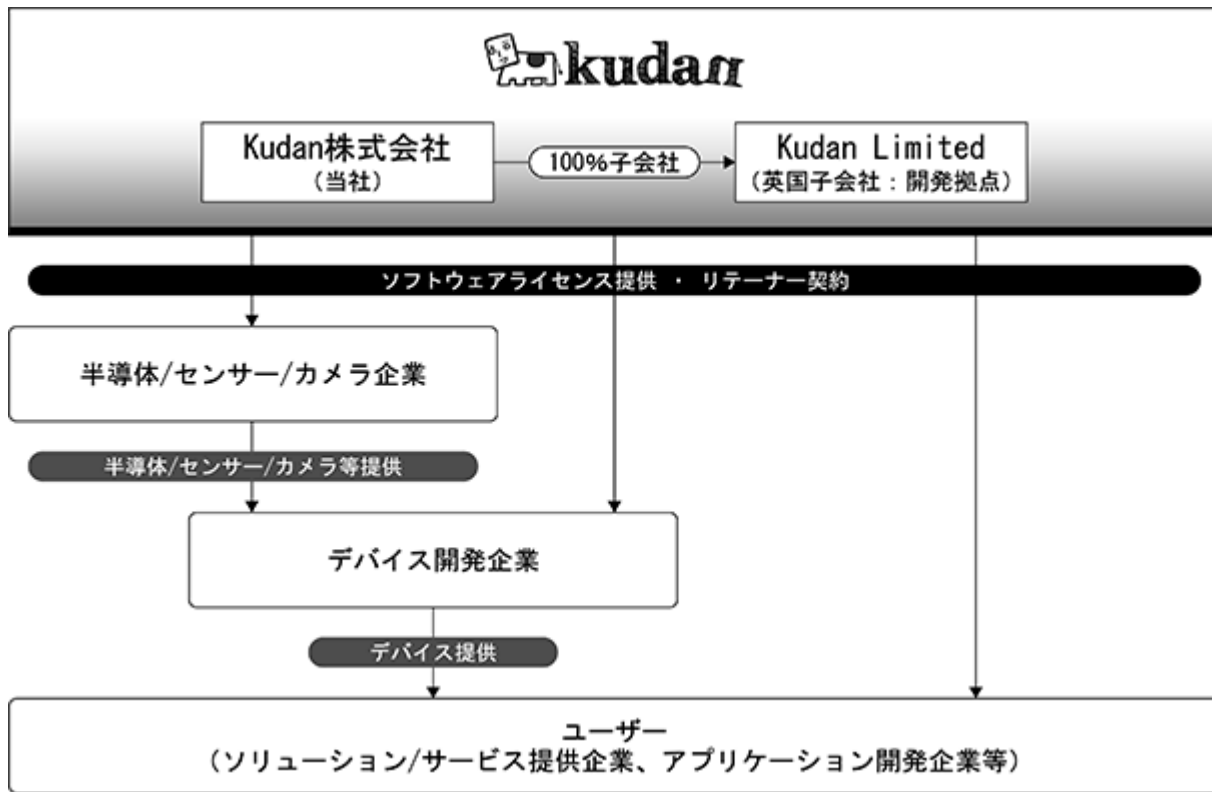 kudan
Kudan株式会社
(当社)
100%子会社
Kudan Limited
(英国子会社：開発拠点)
ソフトウェアライセンス提供 ・ リテーナー契約
半導体/センサー/カメラ企業
半導体/センサー/カメラ等提供
デバイス開発企業
デバイス提供
ユーザー
(ソリューション/サービス提供企業、アプリケーション開発企業等)